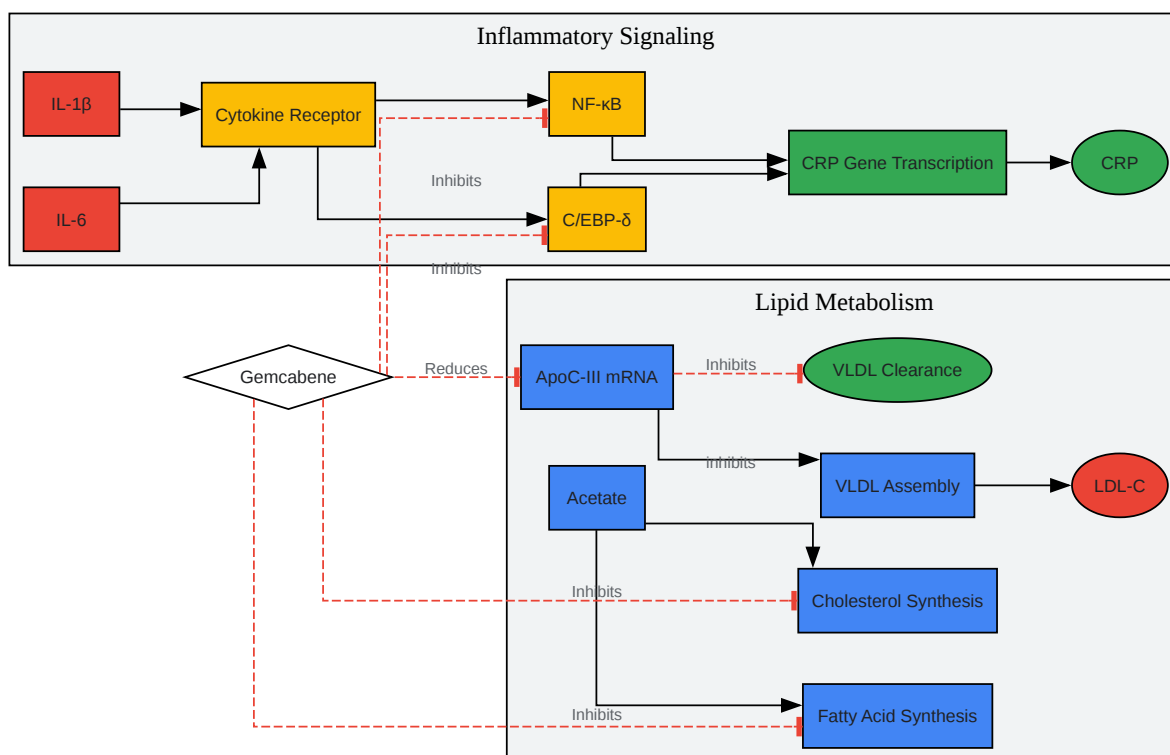 Inflammatory Signaling
IL-1β
Cytokine Receptor
NF-κB
CRP Gene Transcription
CRP
Inhibits
IL-6
C/EBP-δ
Inhibits
Lipid Metabolism
Gemcabene
Reduces
ApoC-III mRNA
Inhibits
VLDL Clearance
inhibits
VLDL Assembly
LDL-C
Acetate
Inhibits
Cholesterol Synthesis
Inhibits
Fatty Acid Synthesis